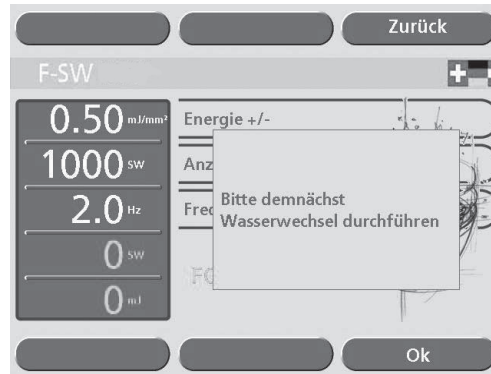 Zurück
F-SW
0.50 mJ/mm²
Energie +/-
1000 SW
Anz
2.0 Hz
Freq
0 SW
0 mJ
Bitte demnächst
Wasserwechsel durchführen
Ok